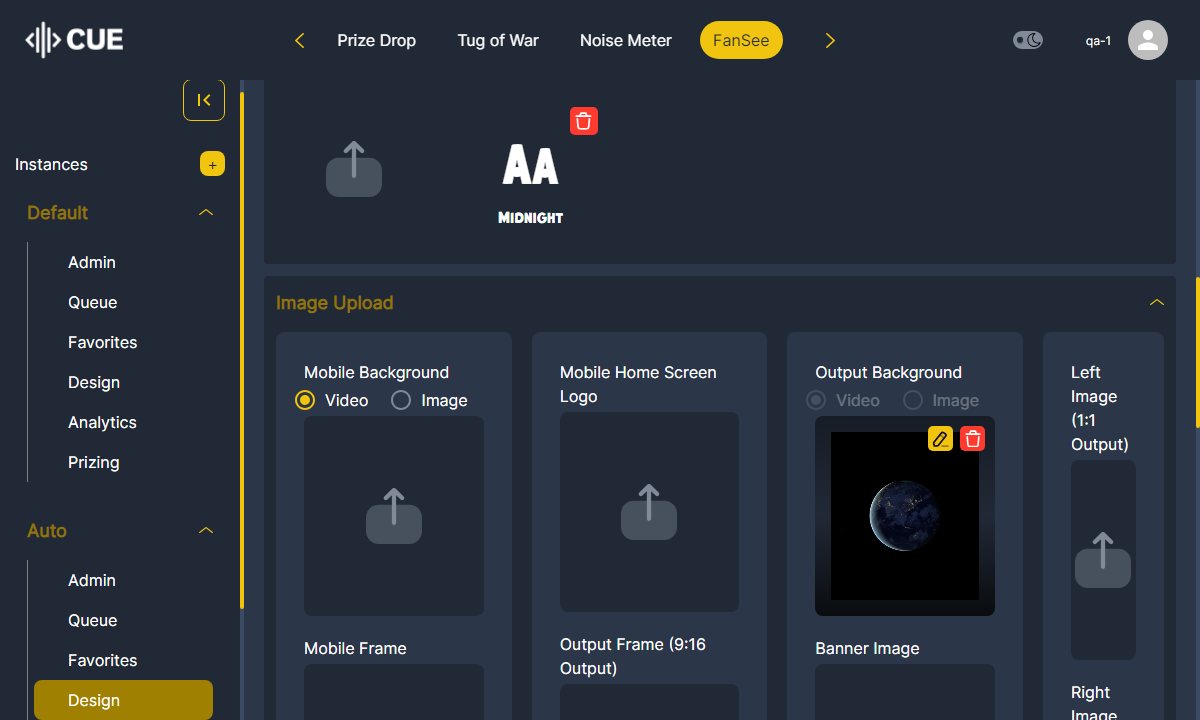 CUE
Prize Drop
Tug of War
Noise Meter
FanSee
qa-1
Instances
+
Default
Admin
Queue
Favorites
Design
Analytics
Prizing
Auto
Admin
Queue
Favorites
Design
AA
MIDNIGHT
Image Upload
Mobile Background
Video
Image
Mobile Frame
Mobile Home Screen
Logo
Output Frame (9:16
Output)
Output Background
Video
Image
Banner Image
Left
Image
(1:1
Output)
Right
Image